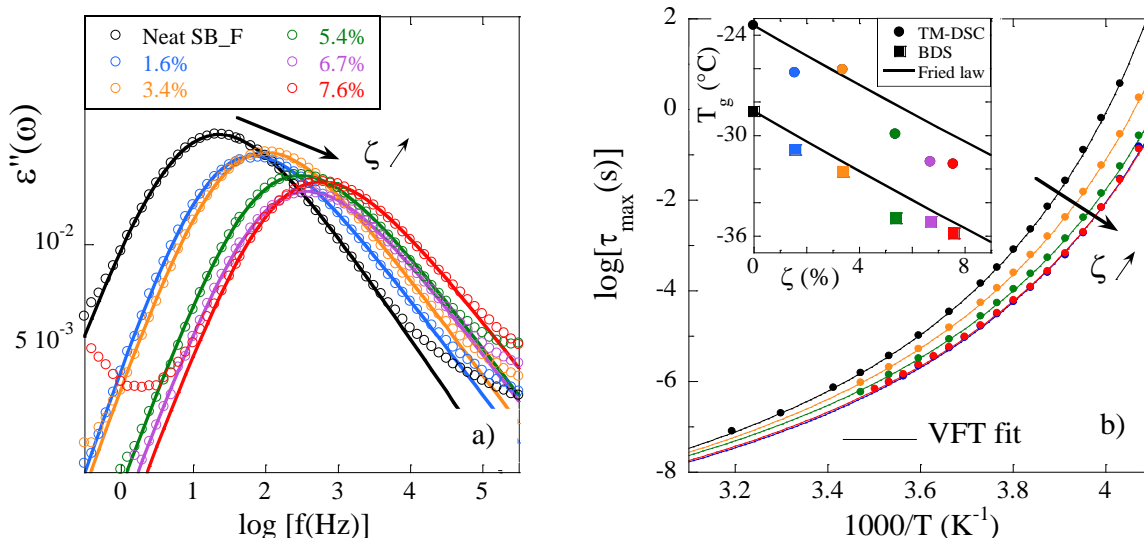 Neat SB_F
1.6%
3.4%
5.4%
6.7%
7.6%
ζ
ε''(ω)
10⁻²
5 10⁻³
a)
0 1 2 3 4 5
log [f(Hz)]
2
0
-2
-4
-6
-8
log[τmax(s)]
-24
-30
-36
Tg (°C)
TM-DSC
BDS
Fried law
0 4 8
ζ (%)
ζ
VFT fit
b)
3.2 3.4 3.6 3.8 4
1000/T (K⁻¹)